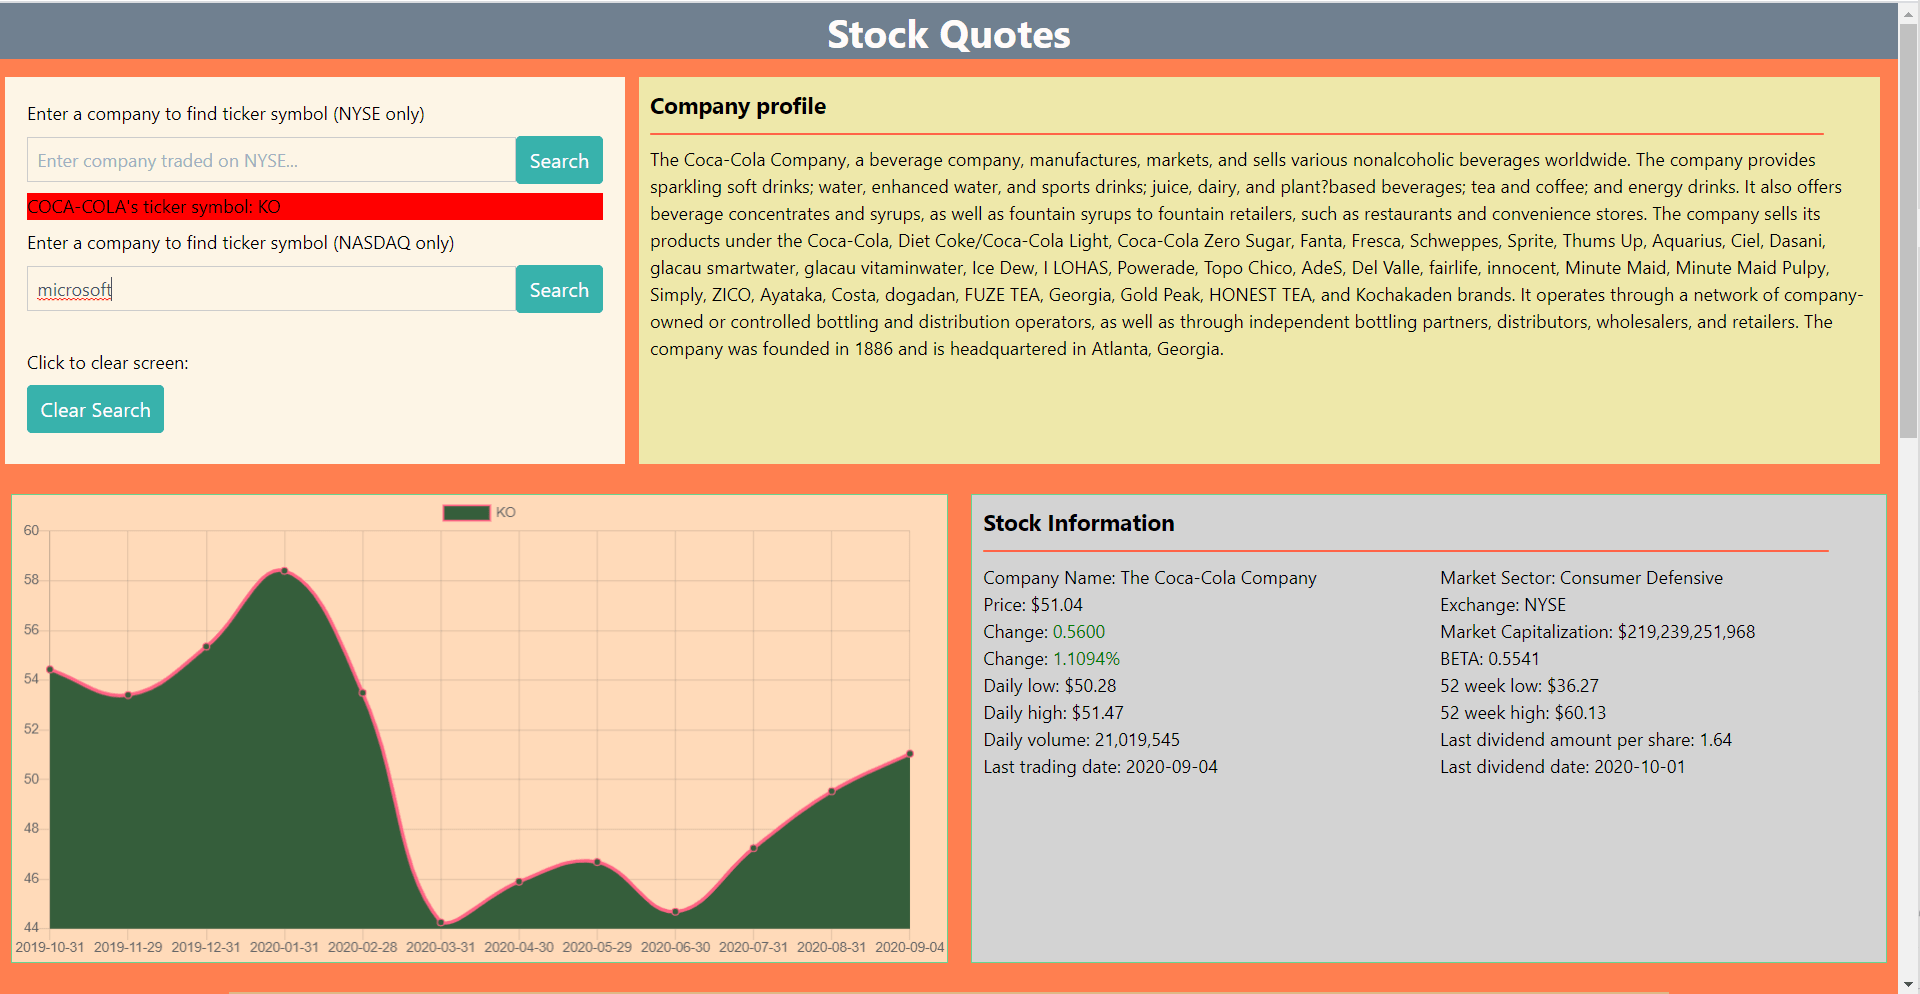 Stock Quotes
Enter a company to find ticker symbol (NYSE only)
Enter company traded on NYSE...
Search
COCA-COLA's ticker symbol: KO
Enter a company to find ticker symbol (NASDAQ only)
microsoft
Search
Click to clear screen:
Clear Search
Company profile
The Coca-Cola Company, a beverage company, manufactures, markets, and sells various nonalcoholic beverages worldwide. The company provides
sparkling soft drinks; water, enhanced water, and sports drinks; juice, dairy, and plant?based beverages; tea and coffee; and energy drinks. It also offers
beverage concentrates and syrups, as well as fountain syrups to fountain retailers, such as restaurants and convenience stores. The company sells its
products under the Coca-Cola, Diet Coke/Coca-Cola Light, Coca-Cola Zero Sugar, Fanta, Fresca, Schweppes, Sprite, Thums Up, Aquarius, Ciel, Dasani,
glacau smartwater, glacau vitaminwater, Ice Dew, I LOHAS, Powerade, Topo Chico, AdeS, Del Valle, fairlife, innocent, Minute Maid, Minute Maid Pulpy,
Simply, ZICO, Ayataka, Costa, dogadan, FUZE TEA, Georgia, Gold Peak, HONEST TEA, and Kochakaden brands. It operates through a network of company-
owned or controlled bottling and distribution operators, as well as through independent bottling partners, distributors, wholesalers, and retailers. The
company was founded in 1886 and is headquartered in Atlanta, Georgia.
KO
60
58
56
54
52
50
48
46
44
2019-10-31 2019-11-29 2019-12-31 2020-01-31 2020-02-28 2020-03-31 2020-04-30 2020-05-29 2020-06-30 2020-07-31 2020-08-31 2020-09-04
Stock Information
Company Name: The Coca-Cola Company
Price: $51.04
Change: 0.5600
Change: 1.1094%
Daily low: $50.28
Daily high: $51.47
Daily volume: 21,019,545
Last trading date: 2020-09-04
Market Sector: Consumer Defensive
Exchange: NYSE
Market Capitalization: $219,239,251,968
BETA: 0.5541
52 week low: $36.27
52 week high: $60.13
Last dividend amount per share: 1.64
Last dividend date: 2020-10-01